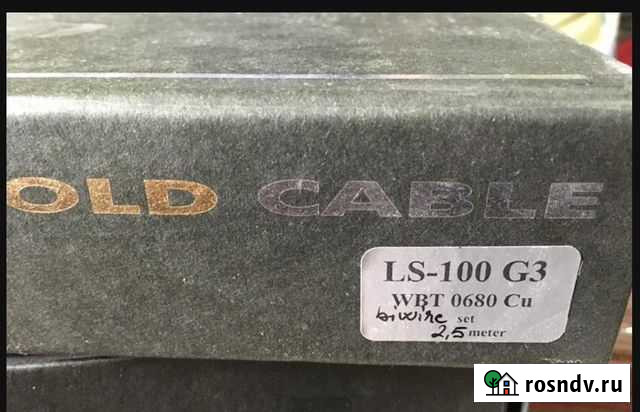 OLD CABLE
LS-100 G3
WBT 0680 Cu
biwire set
2,5 meter
rosndv.ru